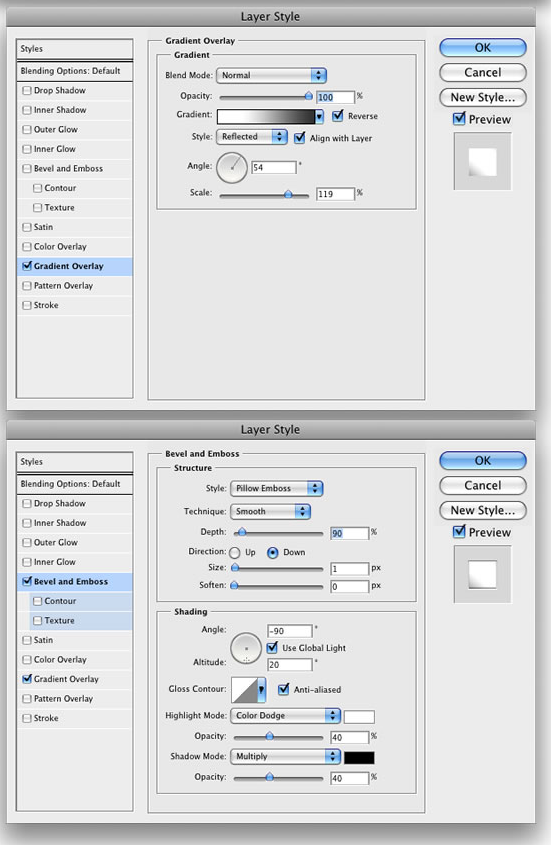 Layer Style
Styles
Blending Options: Default
Drop Shadow
Inner Shadow
Outer Glow
Inner Glow
Bevel and Emboss
Contour
Texture
Satin
Color Overlay
Gradient Overlay
Pattern Overlay
Stroke
Gradient Overlay
Gradient
Blend Mode: Normal
Opacity: 100 %
Gradient: Reverse
Style: Reflected Align with Layer
Angle: 54 °
Scale: 119 %
OK
Cancel
New Style...
Preview
Layer Style
Styles
Blending Options: Default
Drop Shadow
Inner Shadow
Outer Glow
Inner Glow
Bevel and Emboss
Contour
Texture
Satin
Color Overlay
Gradient Overlay
Pattern Overlay
Stroke
Bevel and Emboss
Structure
Style: Pillow Emboss
Technique: Smooth
Depth: 90 %
Direction: Up Down
Size: 1 px
Soften: 0 px
Shading
Angle: -90 °
Use Global Light
Altitude: 20 °
Gloss Contour: Anti-aliased
Highlight Mode: Color Dodge
Opacity: 40 %
Shadow Mode: Multiply
Opacity: 40 %
OK
Cancel
New Style...
Preview